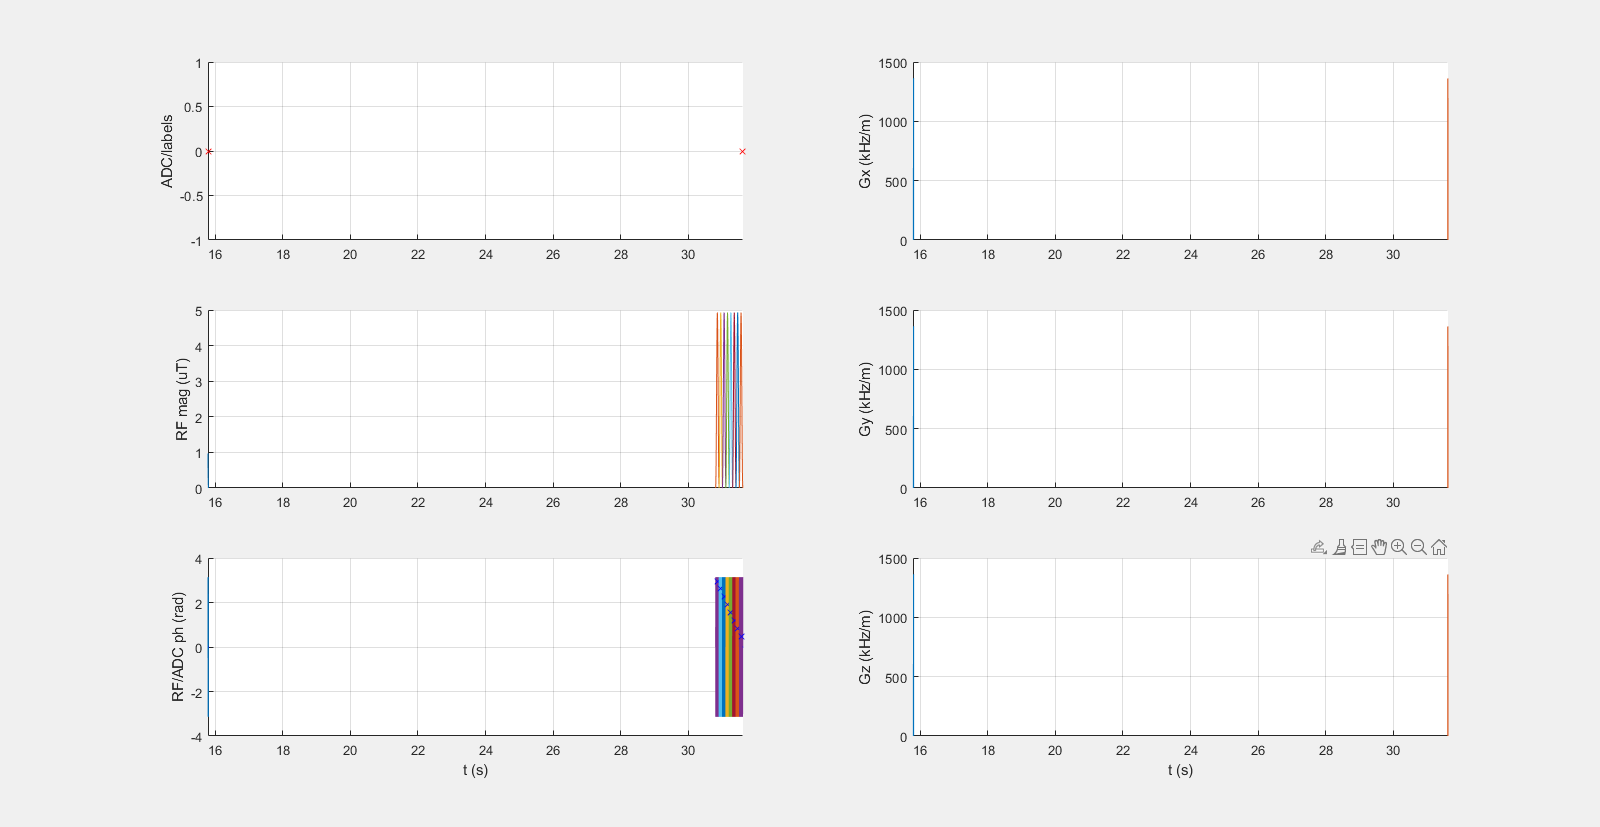 ADC/labels
1
0.5
0
-0.5
-1
16 18 20 22 24 26 28 30
Gx (kHz/m)
1500
1000
500
0
16 18 20 22 24 26 28 30
RF mag (uT)
5
4
3
2
1
0
16 18 20 22 24 26 28 30
Gy (kHz/m)
1500
1000
500
0
16 18 20 22 24 26 28 30
RF/ADC ph (rad)
4
2
0
-2
-4
16 18 20 22 24 26 28 30
t (s)
Gz (kHz/m)
1500
1000
500
0
16 18 20 22 24 26 28 30
t (s)